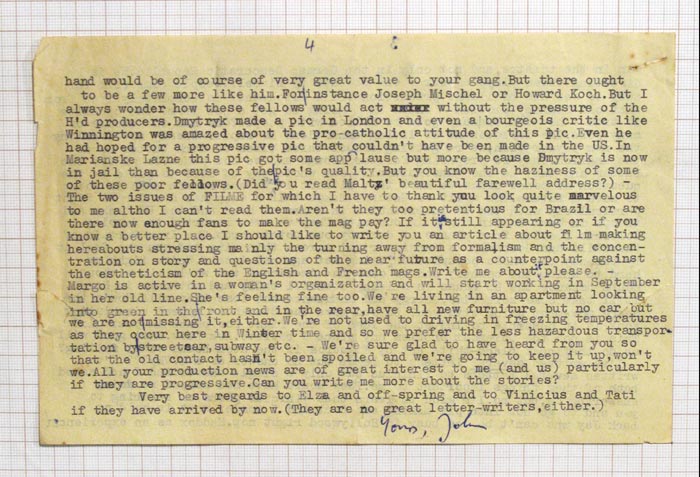 4
hand would be of course of very great value to your gang.But there ought
to be a few more like him.For instance Joseph Mischel or Howard Koch.But I
always wonder how these fellows would act without the pressure of the
H'd producers.Dmytryk made a pic in London and even a bourgeois critic like
Winnington was amazed about the pro-catholic attitude of this pic.Even he
had hoped for a progressive pic that couldn't have been made in the US.In
Marianske Lazne this pic got some app lause but more because Dmytryk is now
in jail than because of the pic's quality.But you know the haziness of some
of these poor fellows.(Did you read Maltz' beautiful farewell address?) -
The two issues of FILME for which I have to thank you look quite marvelous
to me altho I can't read them.Aren't they too pretentious for Brazil or are
there now enough fans to make the mag pay? If it still appearing or if you
know a better place I should like to write you an article about film-making
hereabouts stressing mainly the turning away from formalism and the concen-
tration on story and questions of the near future as a counterpoint against
the estheticism of the English and French mags.Write me about, please. -
Margo is active in a woman's organization and will start working in September
in her old line.She's feeling fine too.We're living in an apartment looking
into green in the front and in the rear,have all new furniture but no car but
we are not missing it,either.We're not used to driving in freezing temperatures
as they occur here in Winter time and so we prefer the less hazardous transpor-
tation by streetcar,subway etc. - We're sure glad to have heard from you so
that the old contact hasn't been spoiled and we're going to keep it up,won't
we.All your production news are of great interest to me (and us) particularly
if they are progressive.Can you write me more about the stories?
Very best regards to Elza and off-spring and to Vinicius and Tati
if they have arrived by now.(They are no great letter-writers,either.)
Yours, John